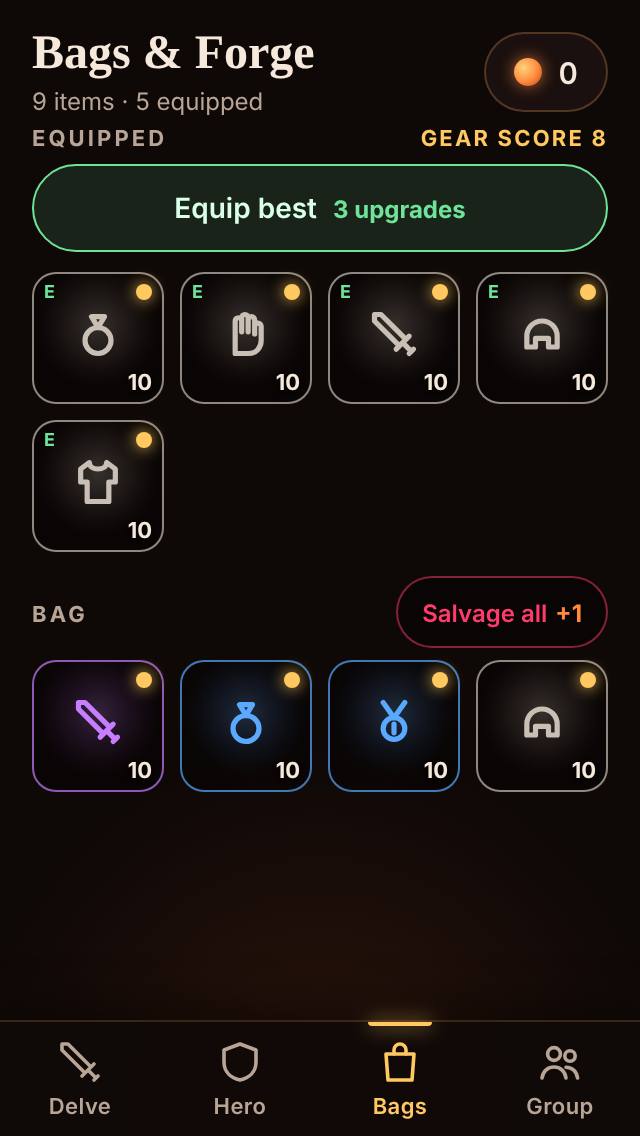 Bags & Forge
0
9 items · 5 equipped
EQUIPPED
GEAR SCORE 8
Equip best 3 upgrades
E
10
E
10
E
10
E
10
E
10
BAG
Salvage all +1
10
10
10
10
Delve
Hero
Bags
Group